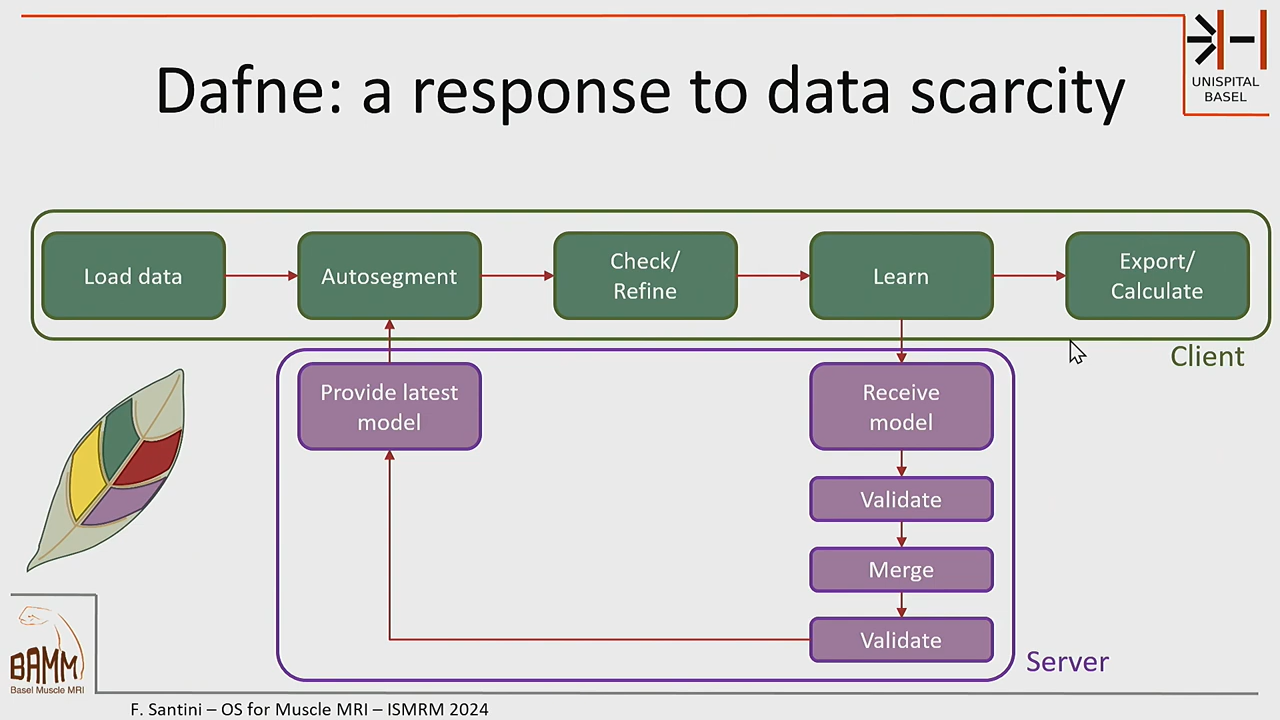 Dafne: a response to data scarcity
UNISPITAL
BASEL
Load data
Autosegment
Check/
Refine
Learn
Export/
Calculate
Client
Provide latest
model
Receive
model
Validate
Merge
Validate
Server
BAMM
Basel Muscle MRI
F. Santini – OS for Muscle MRI – ISMRM 2024